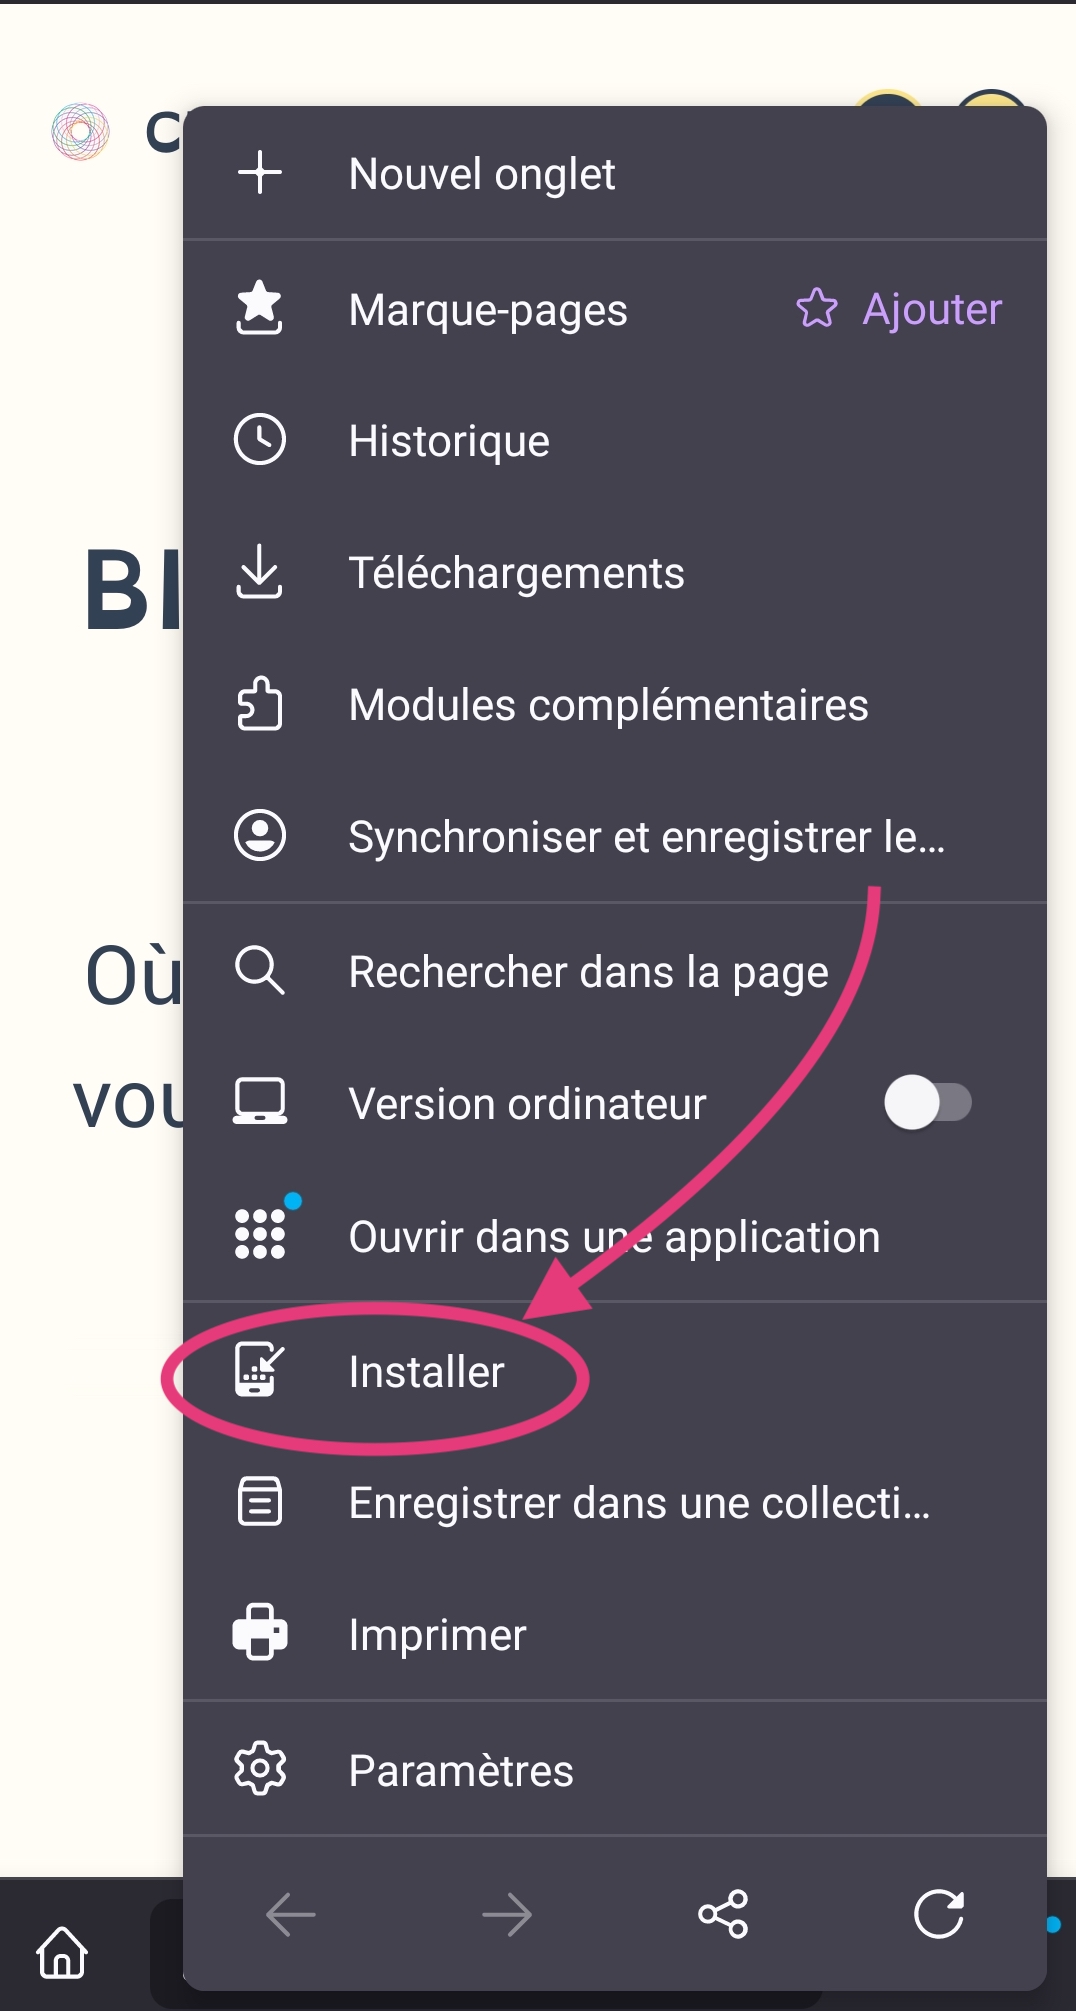 Nouvel onglet
Marque-pages Ajouter
Historique
Téléchargements
Modules complémentaires
Synchroniser et enregistrer le...
Rechercher dans la page
Où
Version ordinateur
vou
Ouvrir dans une application
Installer
Enregistrer dans une collecti...
Imprimer
Paramètres